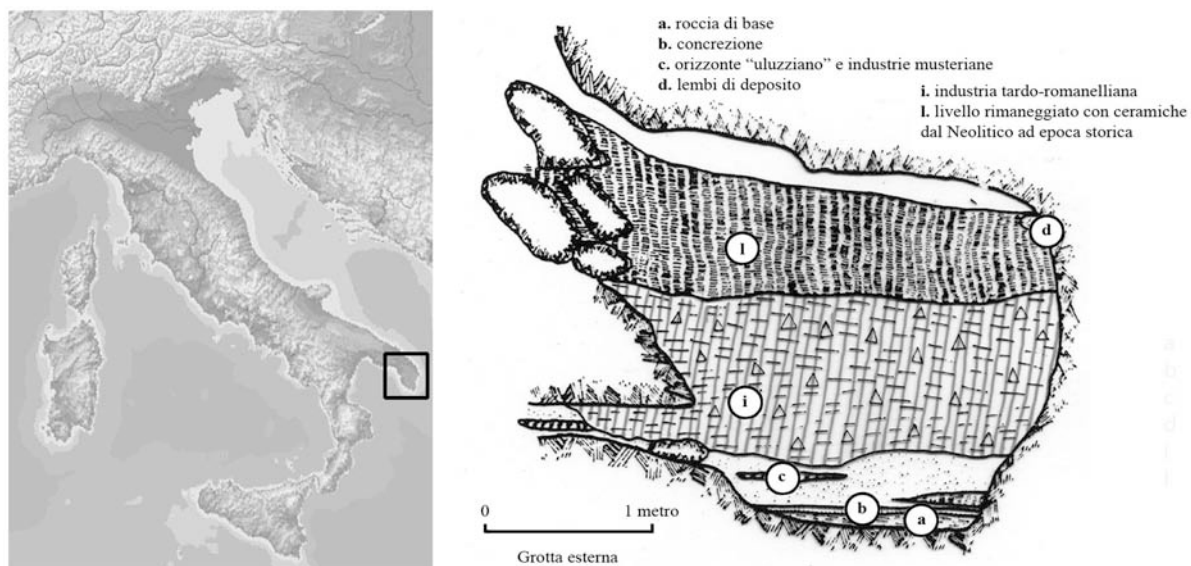 a. roccia di base
b. concrezione
c. orizzonte “uluzziano” e industrie musteriane
d. lembi di deposito
i. industria tardo-romanelliana
l. livello rimaneggiato con ceramiche
dal Neolitico ad epoca storica
d
l
i
c
b
a
0 1 metro
Grotta esterna